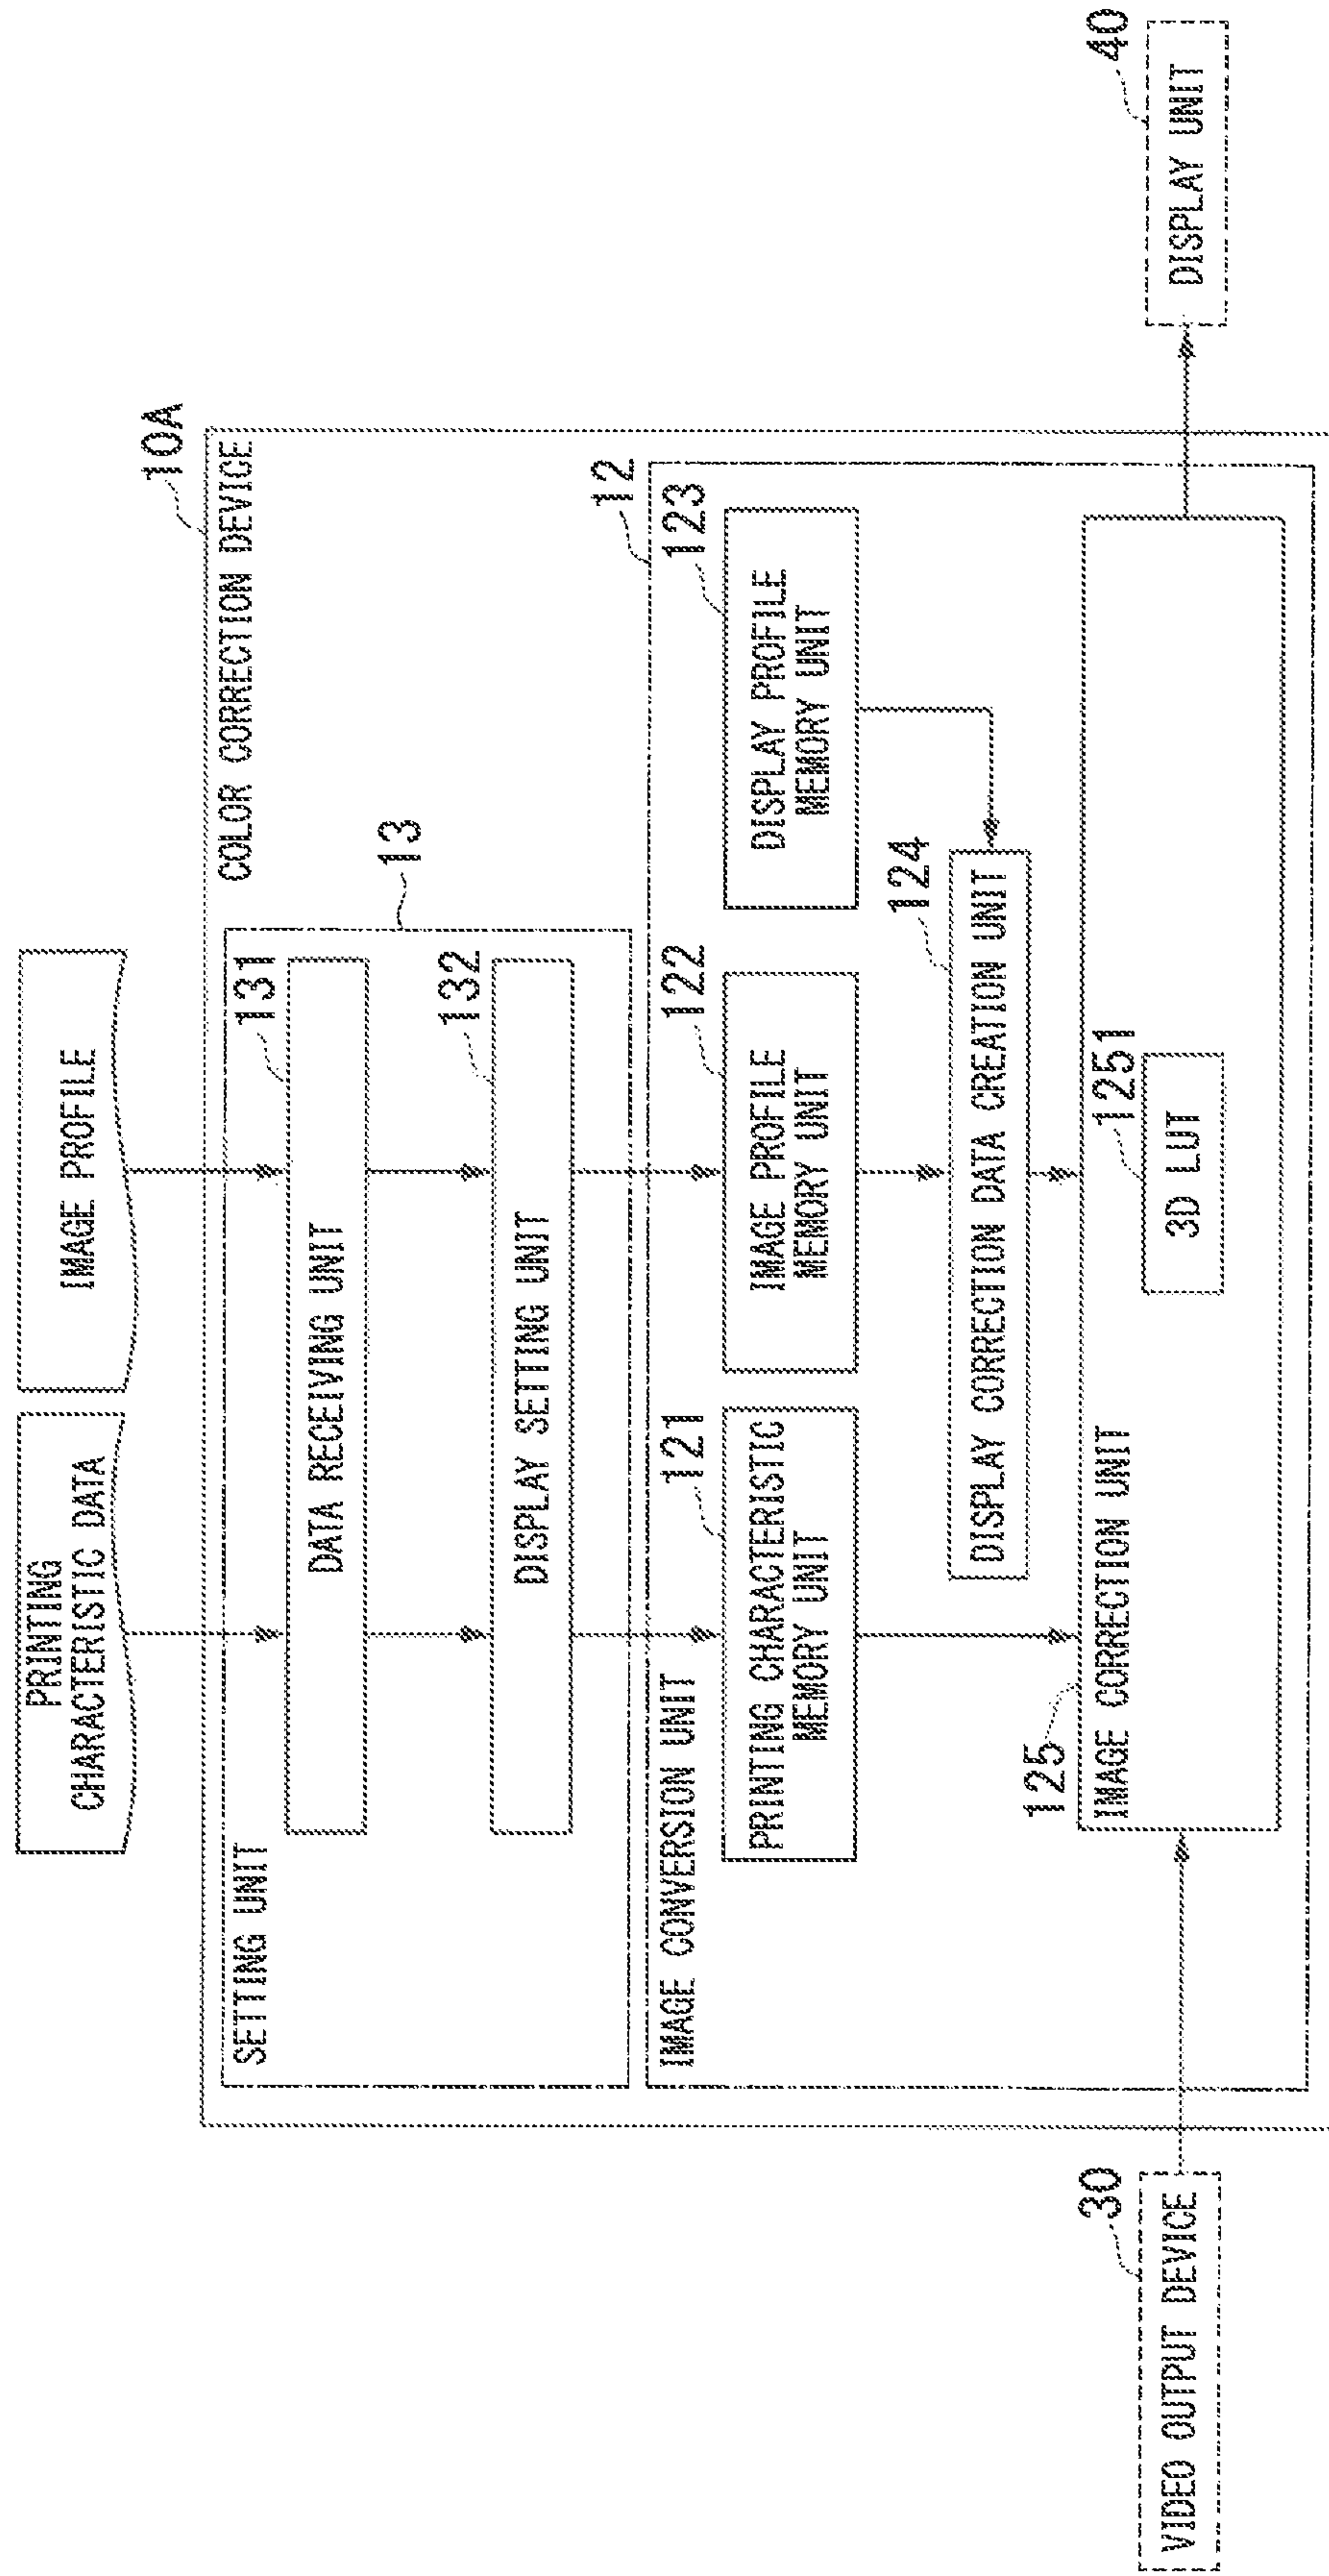 PRINTING
CHARACTERISTIC DATA
IMAGE PROFILE
10A
COLOR CORRECTION DEVICE
SETTING UNIT
13
131
DATA RECEIVING UNIT
132
DISPLAY SETTING UNIT
IMAGE CONVERSION UNIT
12
121
PRINTING CHARACTERISTIC
MEMORY UNIT
122
IMAGE PROFILE
MEMORY UNIT
123
DISPLAY PROFILE
MEMORY UNIT
124
DISPLAY CORRECTION DATA CREATION UNIT
125
IMAGE CORRECTION UNIT
1251
3D LUT
30
VIDEO OUTPUT DEVICE
40
DISPLAY UNIT